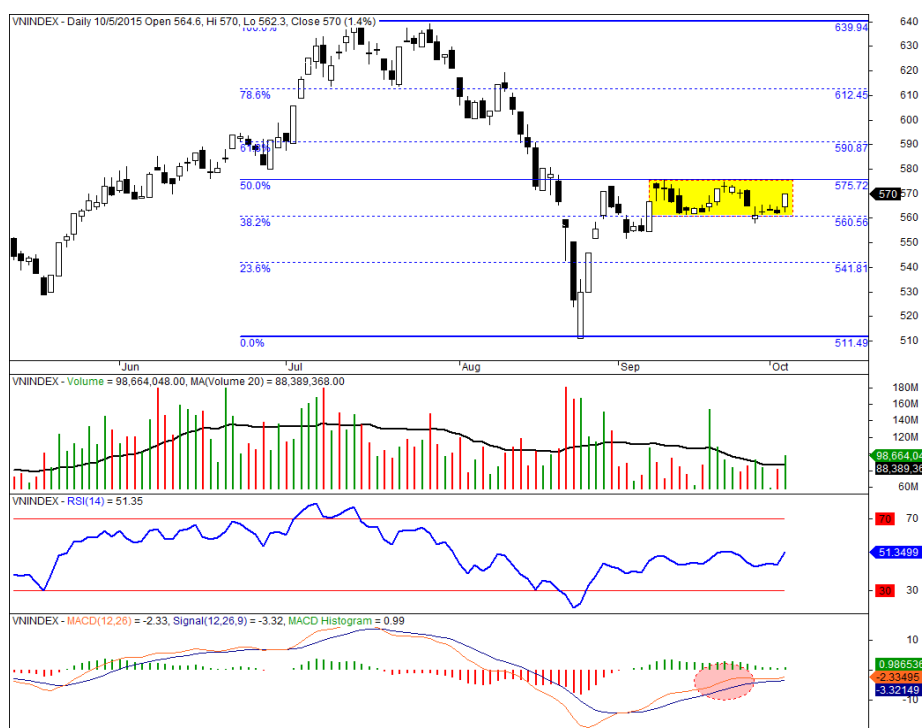 VNINDEX - Daily 10/5/2015 Open 564.6, Hi 570, Lo 562.3, Close 570 (1.4%)
100.0% 639.94 640
630
620
78.6% 612.45 610
600
61.8% 590.87 590
580
50.0% 575.72
570 570
38.2% 560.56 560
550
23.6% 541.81 540
530
520
0.0% 511.49 510
Jun Jul Aug Sep Oct
VNINDEX - Volume = 98,664,048.00, MA(Volume 20) = 88,389,368.00
180M
160M
140M
120M
98,664,04
88,389,36
60M
VNINDEX - RSI(14) = 51.35
70 70
51.3499
30 30
VNINDEX - MACD(12,26) = -2.33, Signal(12,26,9) = -3.32, MACD Histogram = 0.99
10
0.986536
-2.33495
-3.32149
-10